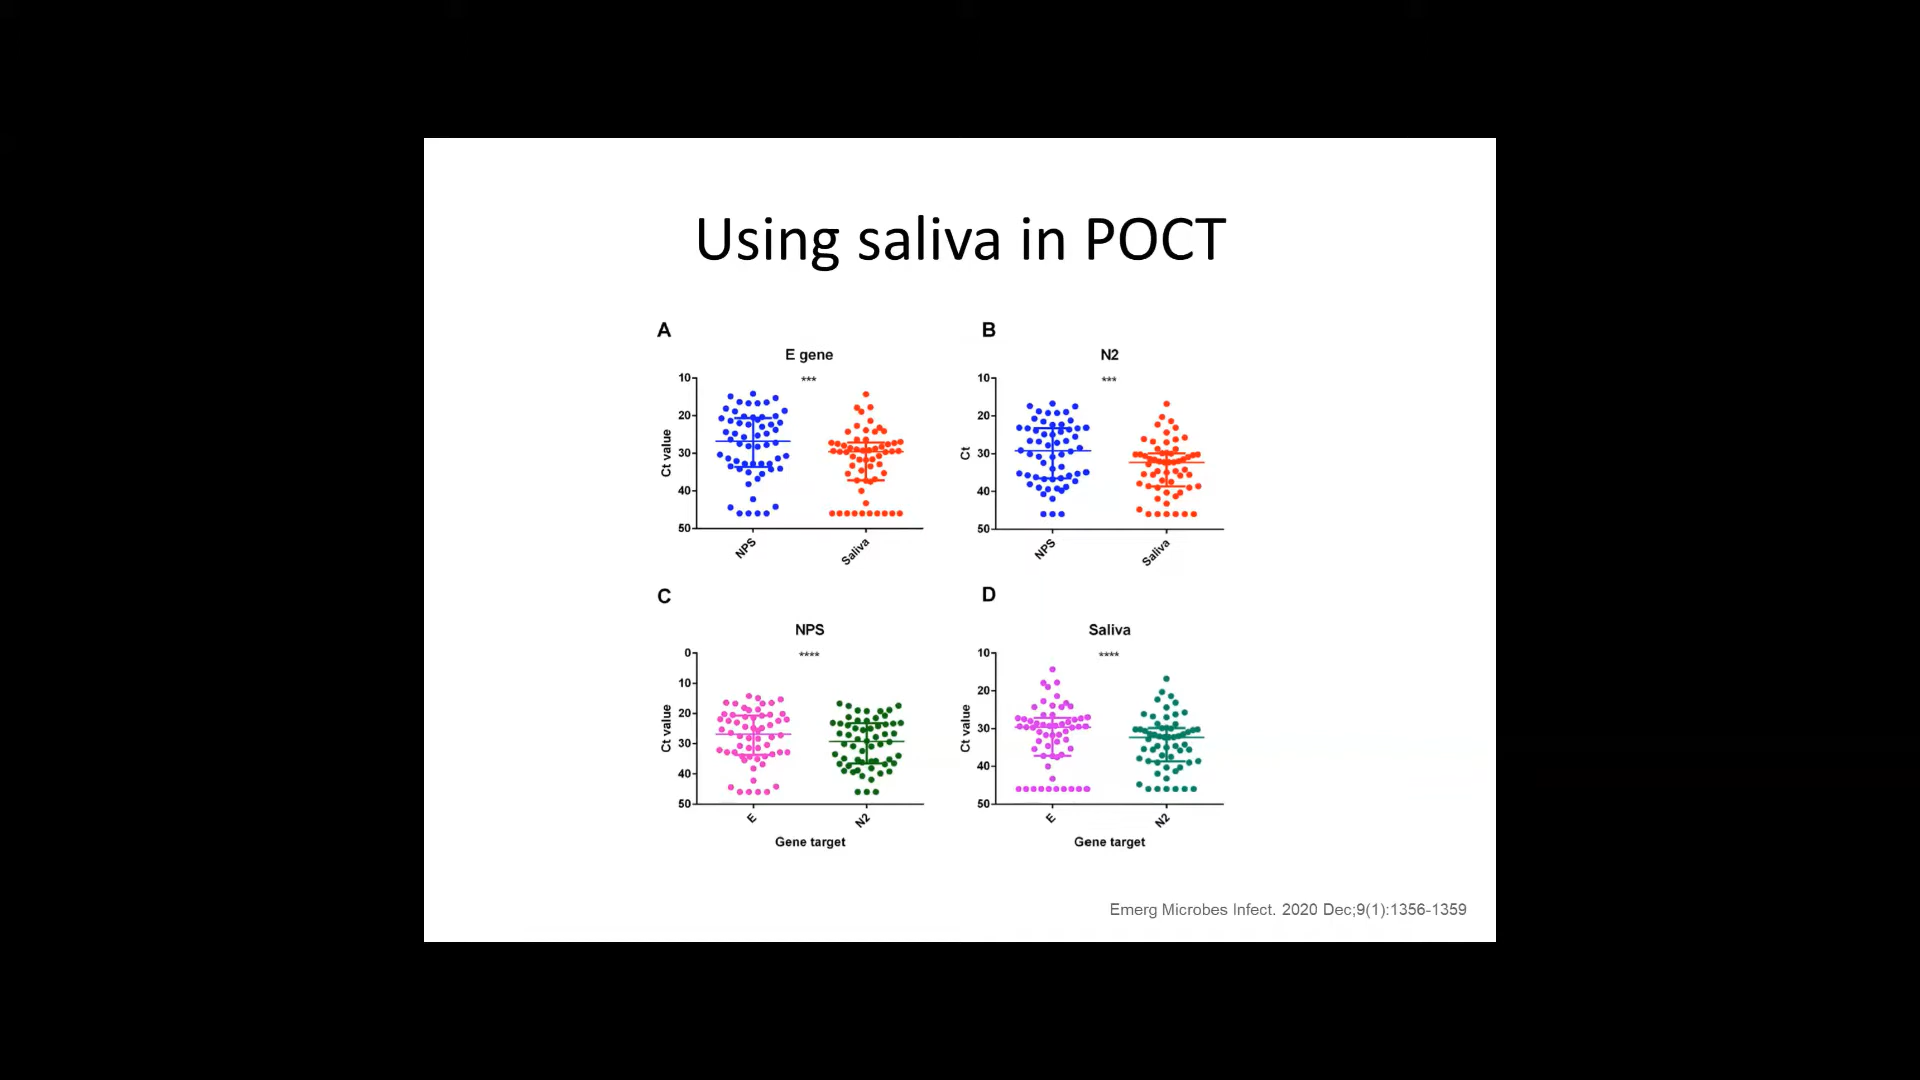 Using saliva in POCT
A
E gene
***
Ct value
10
20
30
40
50
NPS
Saliva
B
N2
***
Ct
10
20
30
40
50
NPS
Saliva
C
NPS
****
Ct value
0
10
20
30
40
50
E
N2
Gene target
D
Saliva
****
Ct value
10
20
30
40
50
E
N2
Gene target
Emerg Microbes Infect. 2020 Dec;9(1):1356-1359